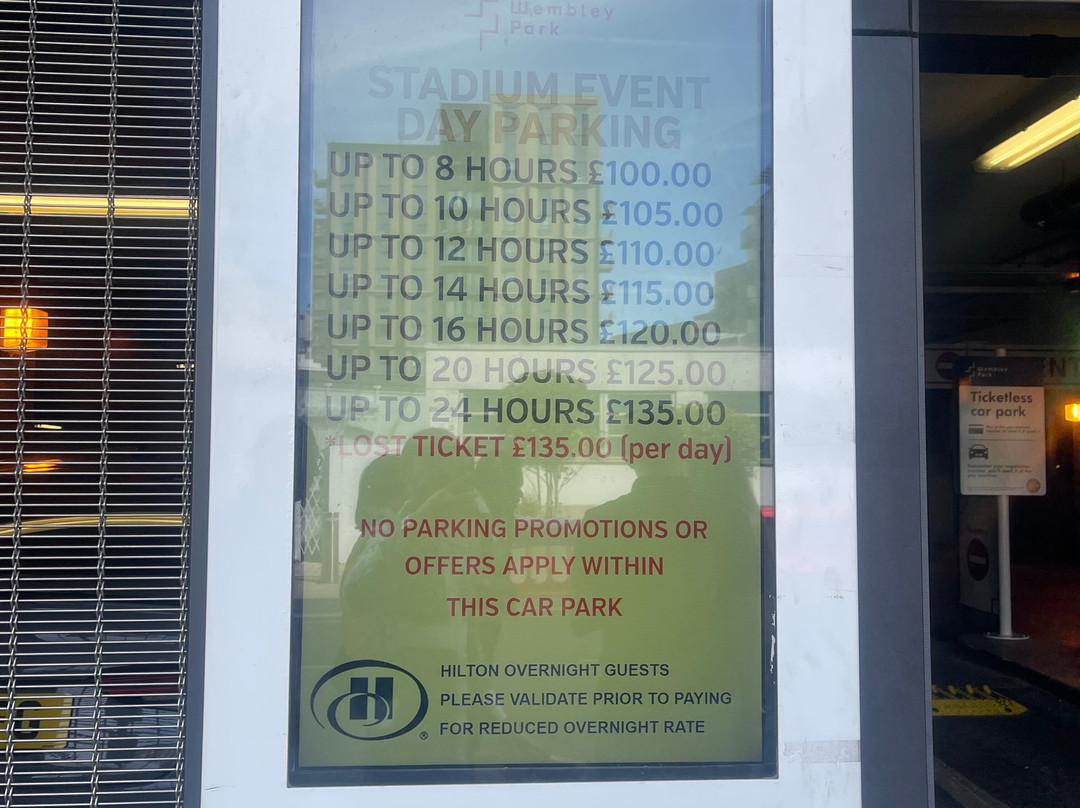 Wembley
Park
STADIUM EVENT
DAY PARKING
UP TO 8 HOURS £100.00
UP TO 10 HOURS £105.00
UP TO 12 HOURS £110.00
UP TO 14 HOURS £115.00
UP TO 16 HOURS £120.00
UP TO 20 HOURS £125.00
UP TO 24 HOURS £135.00
*LOST TICKET £135.00 (per day)
NO PARKING PROMOTIONS OR
OFFERS APPLY WITHIN
THIS CAR PARK
H
HILTON OVERNIGHT GUESTS
PLEASE VALIDATE PRIOR TO PAYING
FOR REDUCED OVERNIGHT RATE
®
Wembley
Park
Ticketless
car park